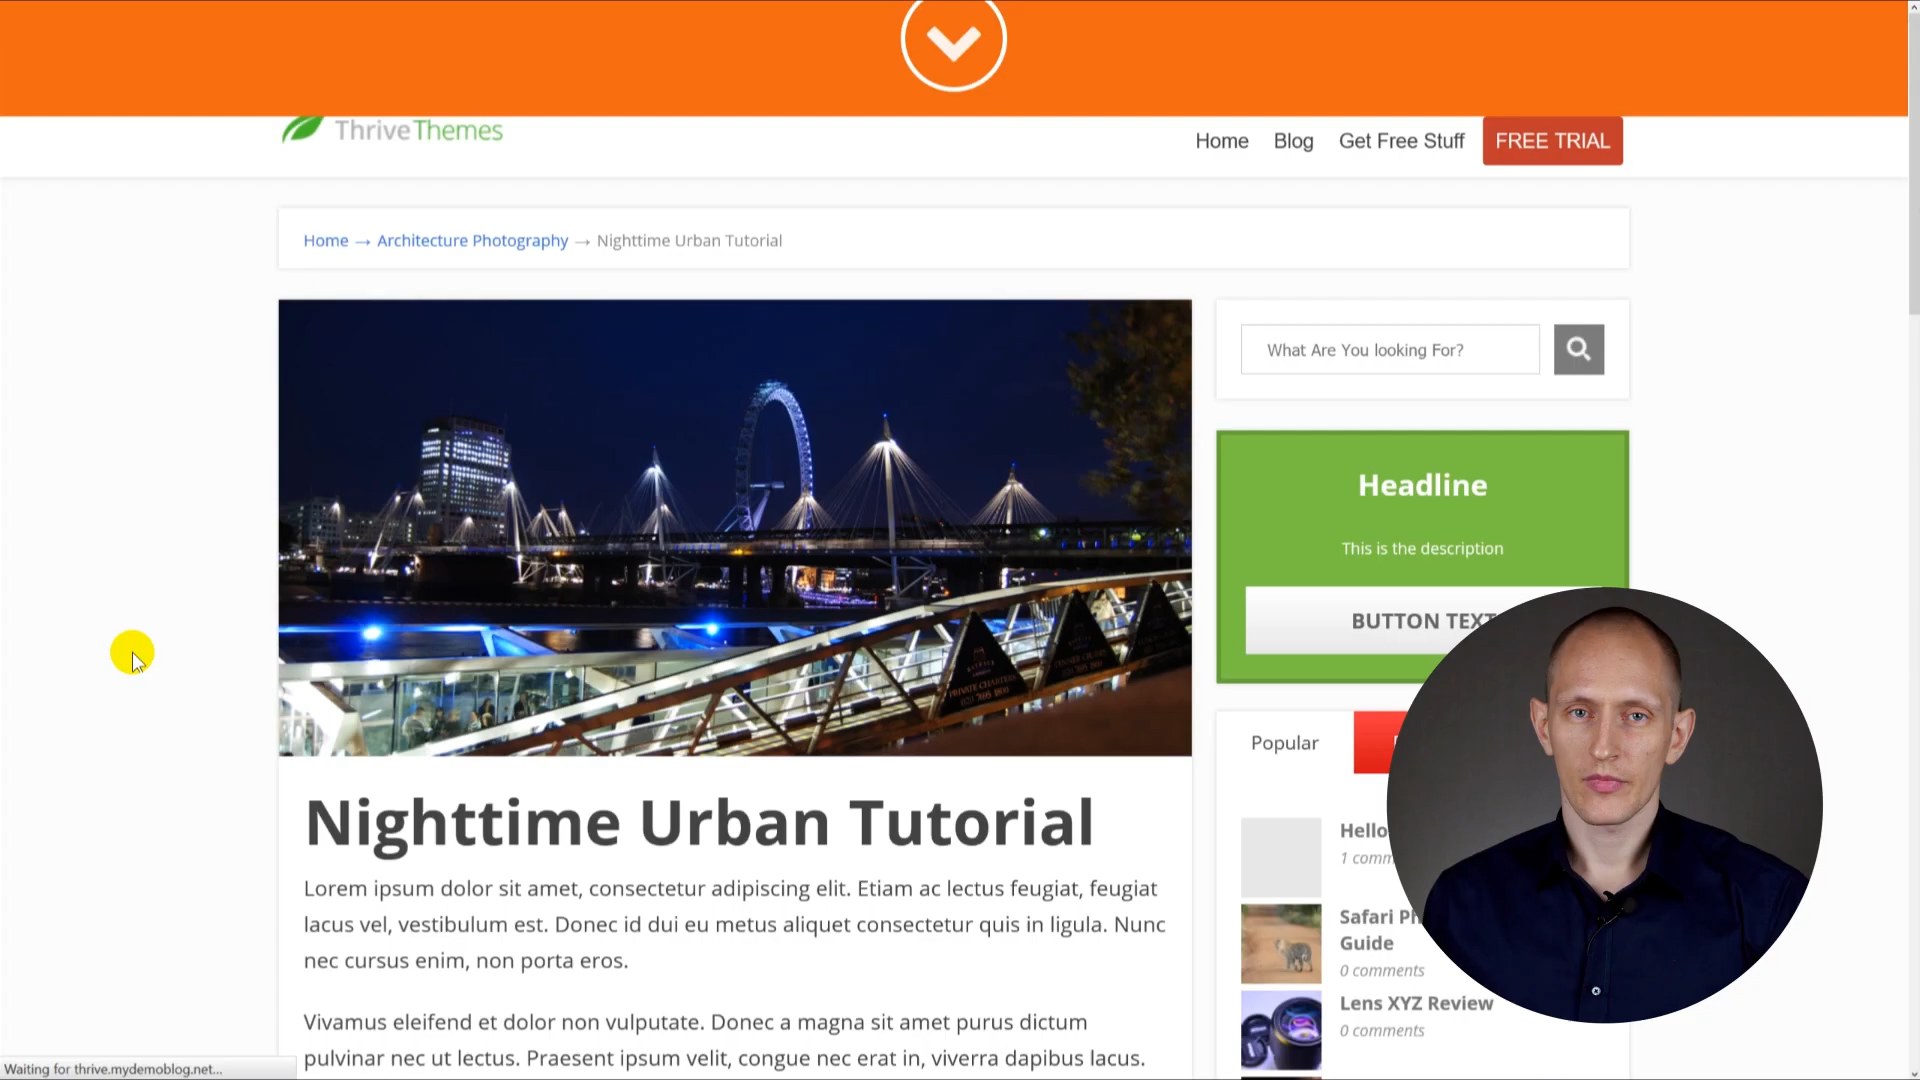 ThriveThemes
Home Blog Get Free Stuff FREE TRIAL
Home → Architecture Photography → Nighttime Urban Tutorial
What Are You looking For?
Headline
This is the description
BUTTON TEXT
PRIVATE CHARTERS
Popular
Nighttime Urban Tutorial
Lorem ipsum dolor sit amet, consectetur adipiscing elit. Etiam ac lectus feugiat, feugiat
lacus vel, vestibulum est. Donec id dui eu metus aliquet consectetur quis in ligula. Nunc
nec cursus enim, non porta eros.
Vivamus eleifend et dolor non vulputate. Donec a magna sit amet purus dictum
pulvinar nec ut lectus. Praesent ipsum velit, congue nec erat in, viverra dapibus lacus.
Hello
1 comm
Safari Ph
Guide
0 comments
Lens XYZ Review
0 comments
Waiting for thrive.mydemoblog.net...